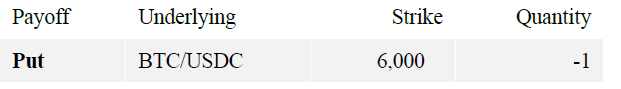 Payoff Underlying Strike Quantity
Put BTC/USDC 6,000 -1